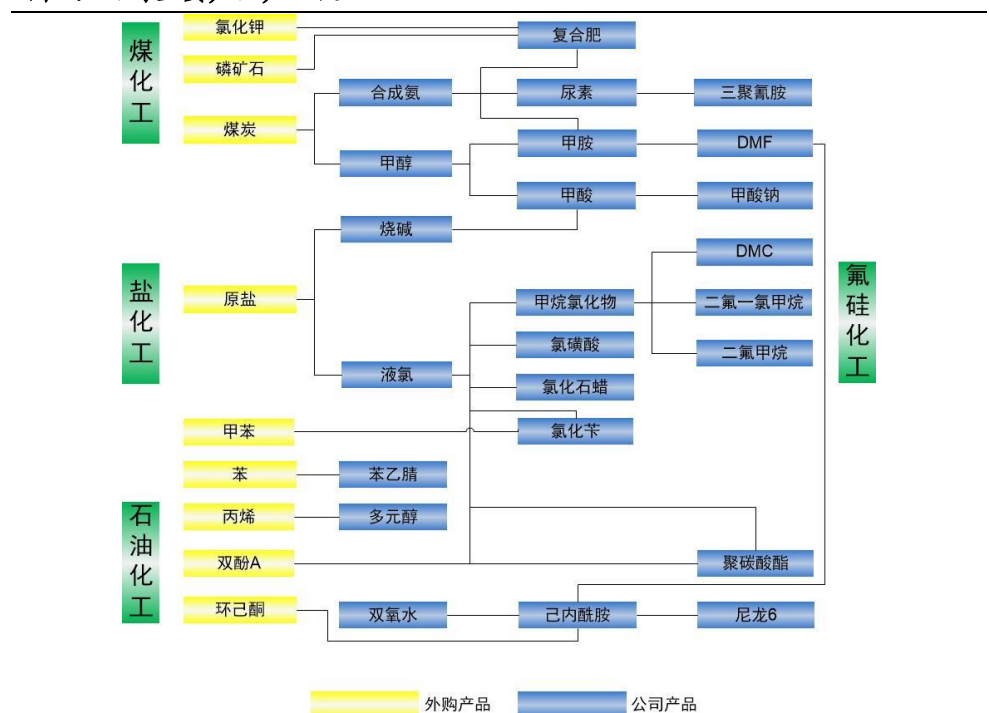 煤化工
盐化工
石油化工
氟硅化工
氯化钾
复合肥
磷矿石
合成氨
尿素
三聚氰胺
煤炭
甲胺
DMF
甲醇
甲酸
甲酸钠
烧碱
DMC
原盐
甲烷氯化物
二氟一氯甲烷
氯磺酸
二氟甲烷
液氯
氯化石蜡
甲苯
氯化苄
苯
苯乙腈
丙烯
多元醇
双酚A
聚碳酸酯
环己酮
双氧水
己内酰胺
尼龙6
外购产品
公司产品